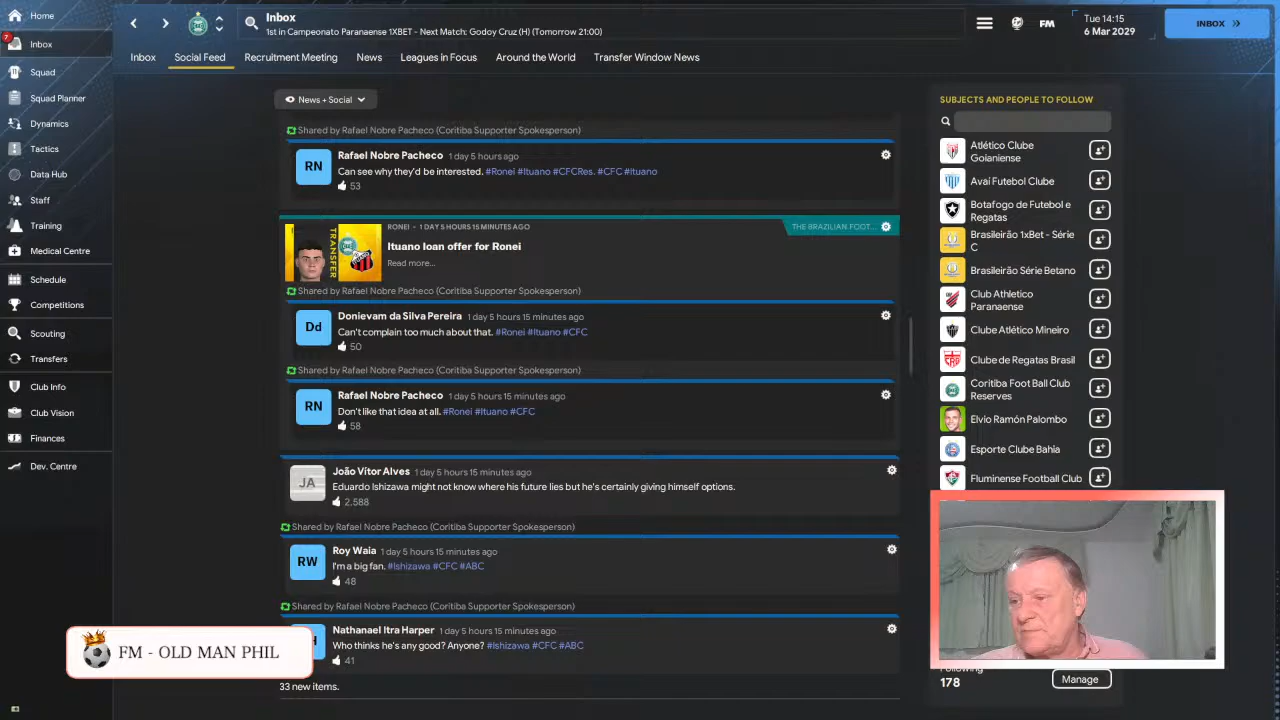 Home
Inbox
1st in Campeonato Paranaense 1XBET - Next Match: Godoy Cruz (H) (Tomorrow 21:00)
FM
Tue 14:15
6 Mar 2029
INBOX
7
Inbox
Squad
Squad Planner
Dynamics
Tactics
Data Hub
Staff
Training
Medical Centre
Schedule
Competitions
Scouting
Transfers
Club Info
Club Vision
Finances
Dev. Centre
Inbox Social Feed Recruitment Meeting News Leagues in Focus Around the World Transfer Window News
News + Social
Shared by Rafael Nobre Pacheco (Coritiba Supporter Spokesperson)
RN
Rafael Nobre Pacheco 1 day 5 hours ago
Can see why they'd be interested. #Ronei #Ituano #CFCRes. #CFC #Ituano
53
RONEI - 1 DAY 5 HOURS 15 MINUTES AGO
THE BRAZILIAN FOOT...
TRANSFER
Ituano loan offer for Ronei
Read more...
Shared by Rafael Nobre Pacheco (Coritiba Supporter Spokesperson)
Dd
Donievam da Silva Pereira 1 day 5 hours 15 minutes ago
Can't complain too much about that. #Ronei #Ituano #CFC
50
Shared by Rafael Nobre Pacheco (Coritiba Supporter Spokesperson)
RN
Rafael Nobre Pacheco 1 day 5 hours 15 minutes ago
Don't like that idea at all. #Ronei #Ituano #CFC
58
JA
João Vítor Alves 1 day 5 hours 15 minutes ago
Eduardo Ishizawa might not know where his future lies but he's certainly giving himself options.
2,588
Shared by Rafael Nobre Pacheco (Coritiba Supporter Spokesperson)
RW
Roy Waia 1 day 5 hours 15 minutes ago
I'm a big fan. #Ishizawa #CFC #ABC
48
Shared by Rafael Nobre Pacheco (Coritiba Supporter Spokesperson)
Nathanael Itra Harper 1 day 5 hours 15 minutes ago
Who thinks he's any good? Anyone? #Ishizawa #CFC #ABC
41
33 new items.
SUBJECTS AND PEOPLE TO FOLLOW
Atlético Clube
Goianiense
Avaí Futebol Clube
Botafogo de Futebol e
Regatas
Brasileirão 1xBet - Série
C
Brasileirão Série Betano
Club Athletico
Paranaense
Clube Atlético Mineiro
Clube de Regatas Brasil
Coritiba Foot Ball Club
Reserves
Elvio Ramón Palombo
Esporte Clube Bahia
Fluminense Football Club
Following
178
Manage
FM - OLD MAN PHIL